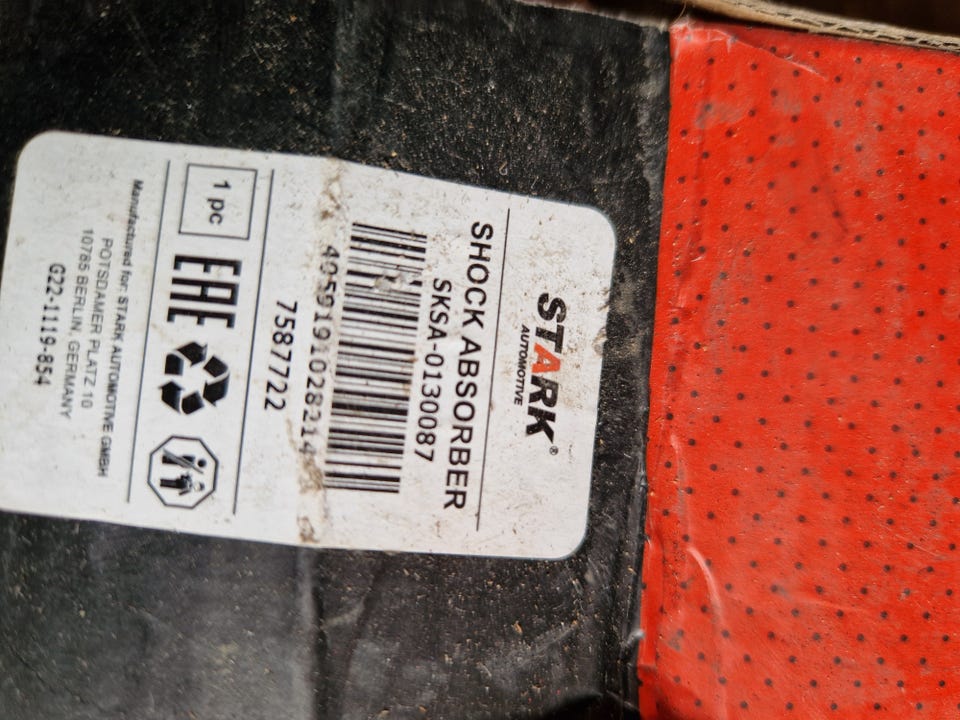 STARK®
AUTOMOTIVE
SHOCK ABSORBER
SKSA-0130087
4059191028214
7587722
1 pc
EAC
Manufactured for: STARK AUTOMOTIVE GMBH
POTSDAMER PLATZ 10
10785 BERLIN, GERMANY
G22-1119-854